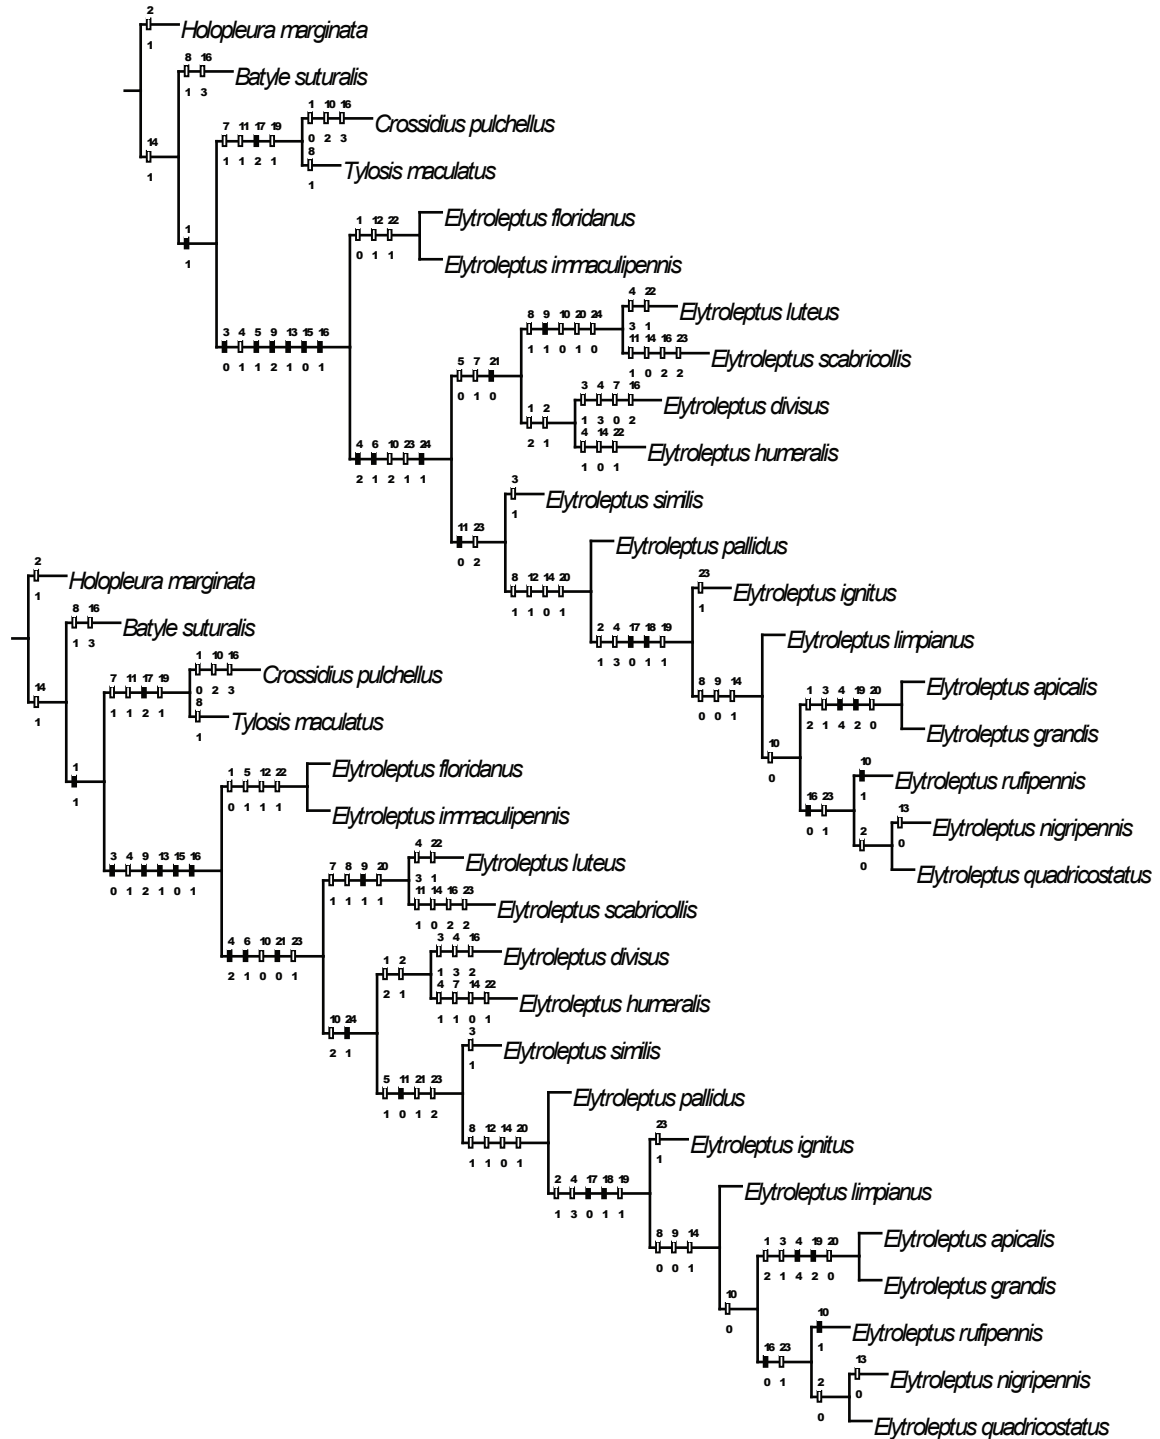 2
Holopleura marginata
1
8 16
Batyle suturalis
1 3
1 10 16
Crossidius pulchellus
7 11 17 19
0 2 3
14
1 1 2 1
8
1
Tylosis maculatus
1
Elytroleptus floridanus
1 12 22
1
0 1 1
Elytroleptus immaculipennis
1
4 22
Elytroleptus luteus
8 9 10 20 24
3 1
3 4 5 9 13 15 16
1 1 0 1 0
11 14 16 23
Elytroleptus scabricollis
0 1 1 2 1 0 1
5 7 21
1 0 2 2
0 1 0
3 4 7 16
Elytroleptus divisus
1 2
1 3 0 2
2 1
4 14 22
Elytroleptus humeralis
4 6 10 23 24
1 0 1
2 1 2 1 1
3
Elytroleptus similis
1
11 23
Elytroleptus pallidus
0 2
2
Holopleura marginata
1
8 12 14 20
23
Elytroleptus ignitus
1 1 0 1
1
8 16
Batyle suturalis
1 3
2 4 17 18 19
Elytroleptus limpianus
1 3 0 1 1
1 10 16
Crossidius pulchellus
7 11 17 19
0 2 3
8 9 14
1 3 4 19 20
Elytroleptus apicalis
14
1 1 2 1
8
0 0 1
2 1 4 2 0
1
Tylosis maculatus
1
Elytroleptus grandis
10
0
1
Elytroleptus floridanus
10
Elytroleptus rufipennis
1
1 5 12 22
1
0 1 1 1
16 23
Elytroleptus immaculipennis
0 1
13
Elytroleptus nigripennis
2
0
4 22
Elytroleptus luteus
0
Elytroleptus quadricostatus
3 4 9 13 15 16
7 8 9 20
3 1
0 1 2 1 0 1
1 1 1 1
11 14 16 23
Elytroleptus scabricollis
1 0 2 2
3 4 16
Elytroleptus divisus
4 6 10 21 23
1 2
1 3 2
2 1 0 0 1
2 1
4 7 14 22
Elytroleptus humeralis
1 1 0 1
10 24
3
Elytroleptus similis
2 1
1
5 11 21 23
Elytroleptus pallidus
1 0 1 2
8 12 14 20
23
Elytroleptus ignitus
1 1 0 1
1
2 4 17 18 19
Elytroleptus limpianus
1 3 0 1 1
8 9 14
1 3 4 19 20
Elytroleptus apicalis
0 0 1
2 1 4 2 0
Elytroleptus grandis
10
0
10
Elytroleptus rufipennis
1
16 23
0 1
13
Elytroleptus nigripennis
2
0
0
Elytroleptus quadricostatus